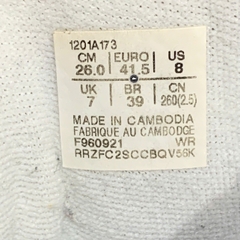 1201A173
CM EURO US
26.0 41.5 8
UK BR CN
7 39 260(2.5)
MADE IN CAMBODIA
FABRIQUE AU CAMBODGE
F960921 WR
RRZFC2SCCBQV56K